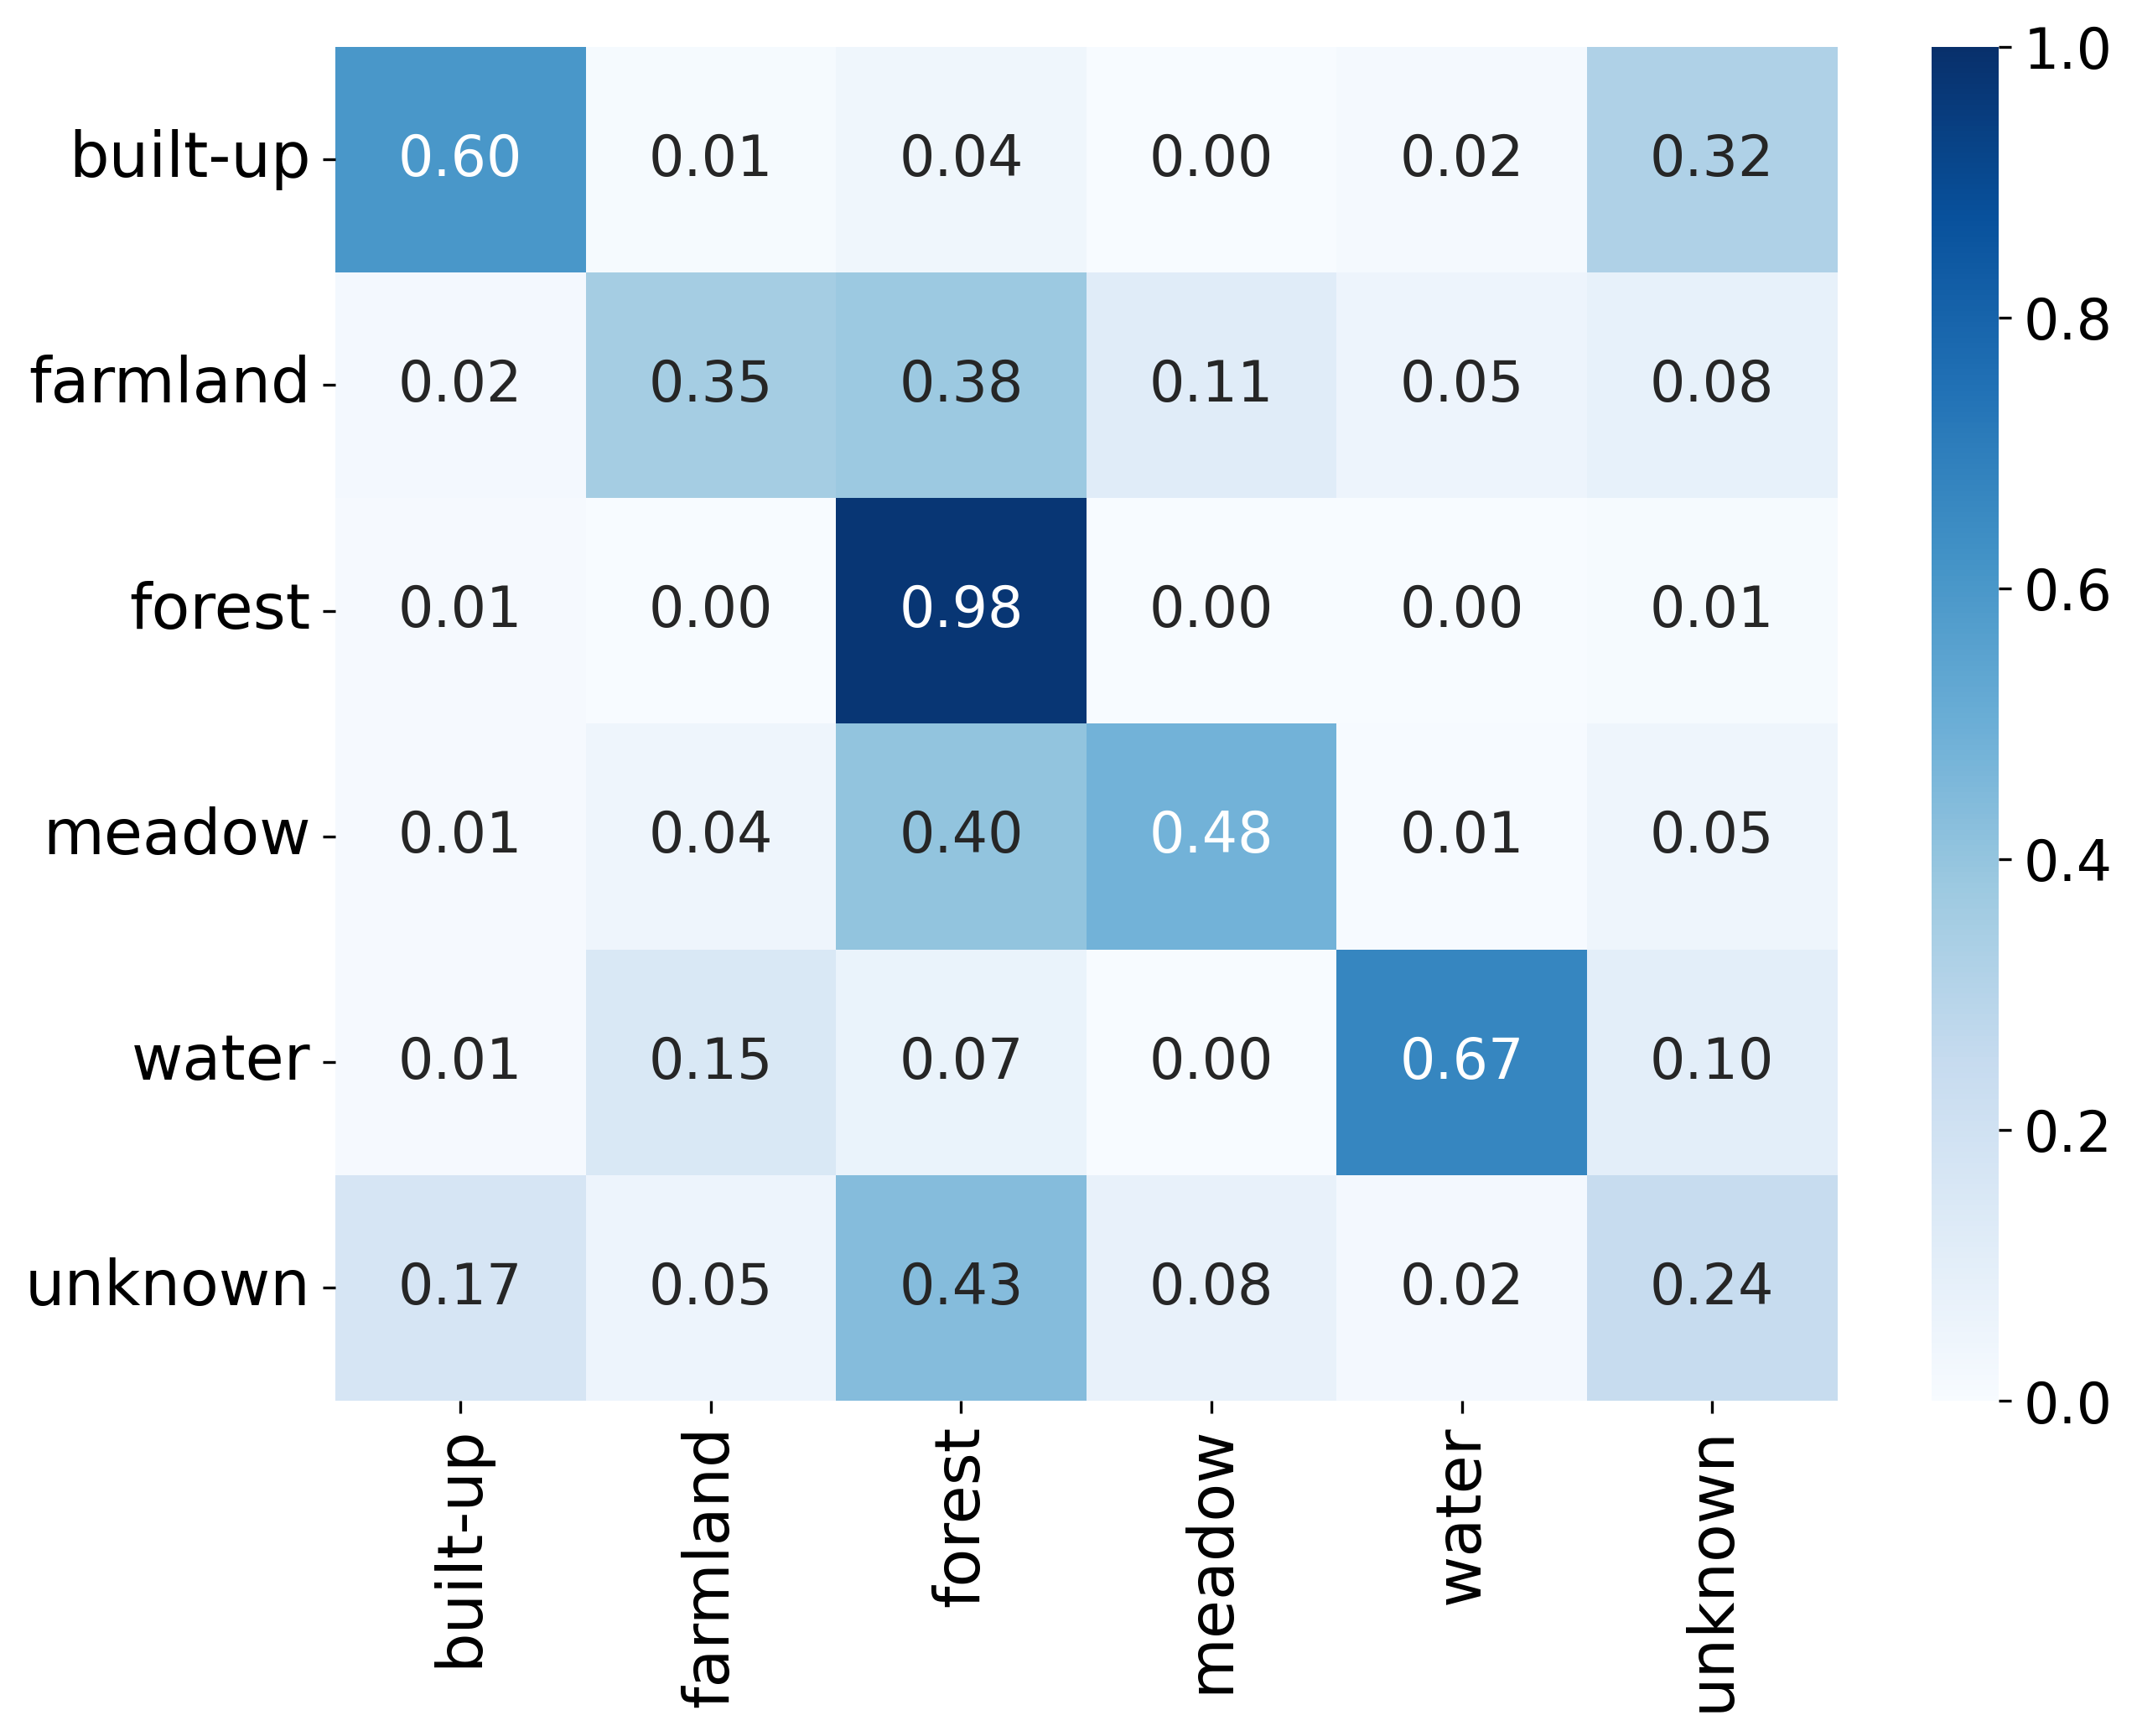 built-up 0.60 0.01 0.04 0.00 0.02 0.32
farmland 0.02 0.35 0.38 0.11 0.05 0.08
forest 0.01 0.00 0.98 0.00 0.00 0.01
meadow 0.01 0.04 0.40 0.48 0.01 0.05
water 0.01 0.15 0.07 0.00 0.67 0.10
unknown 0.17 0.05 0.43 0.08 0.02 0.24
built-up farmland forest meadow water unknown
1.0
0.8
0.6
0.4
0.2
0.0